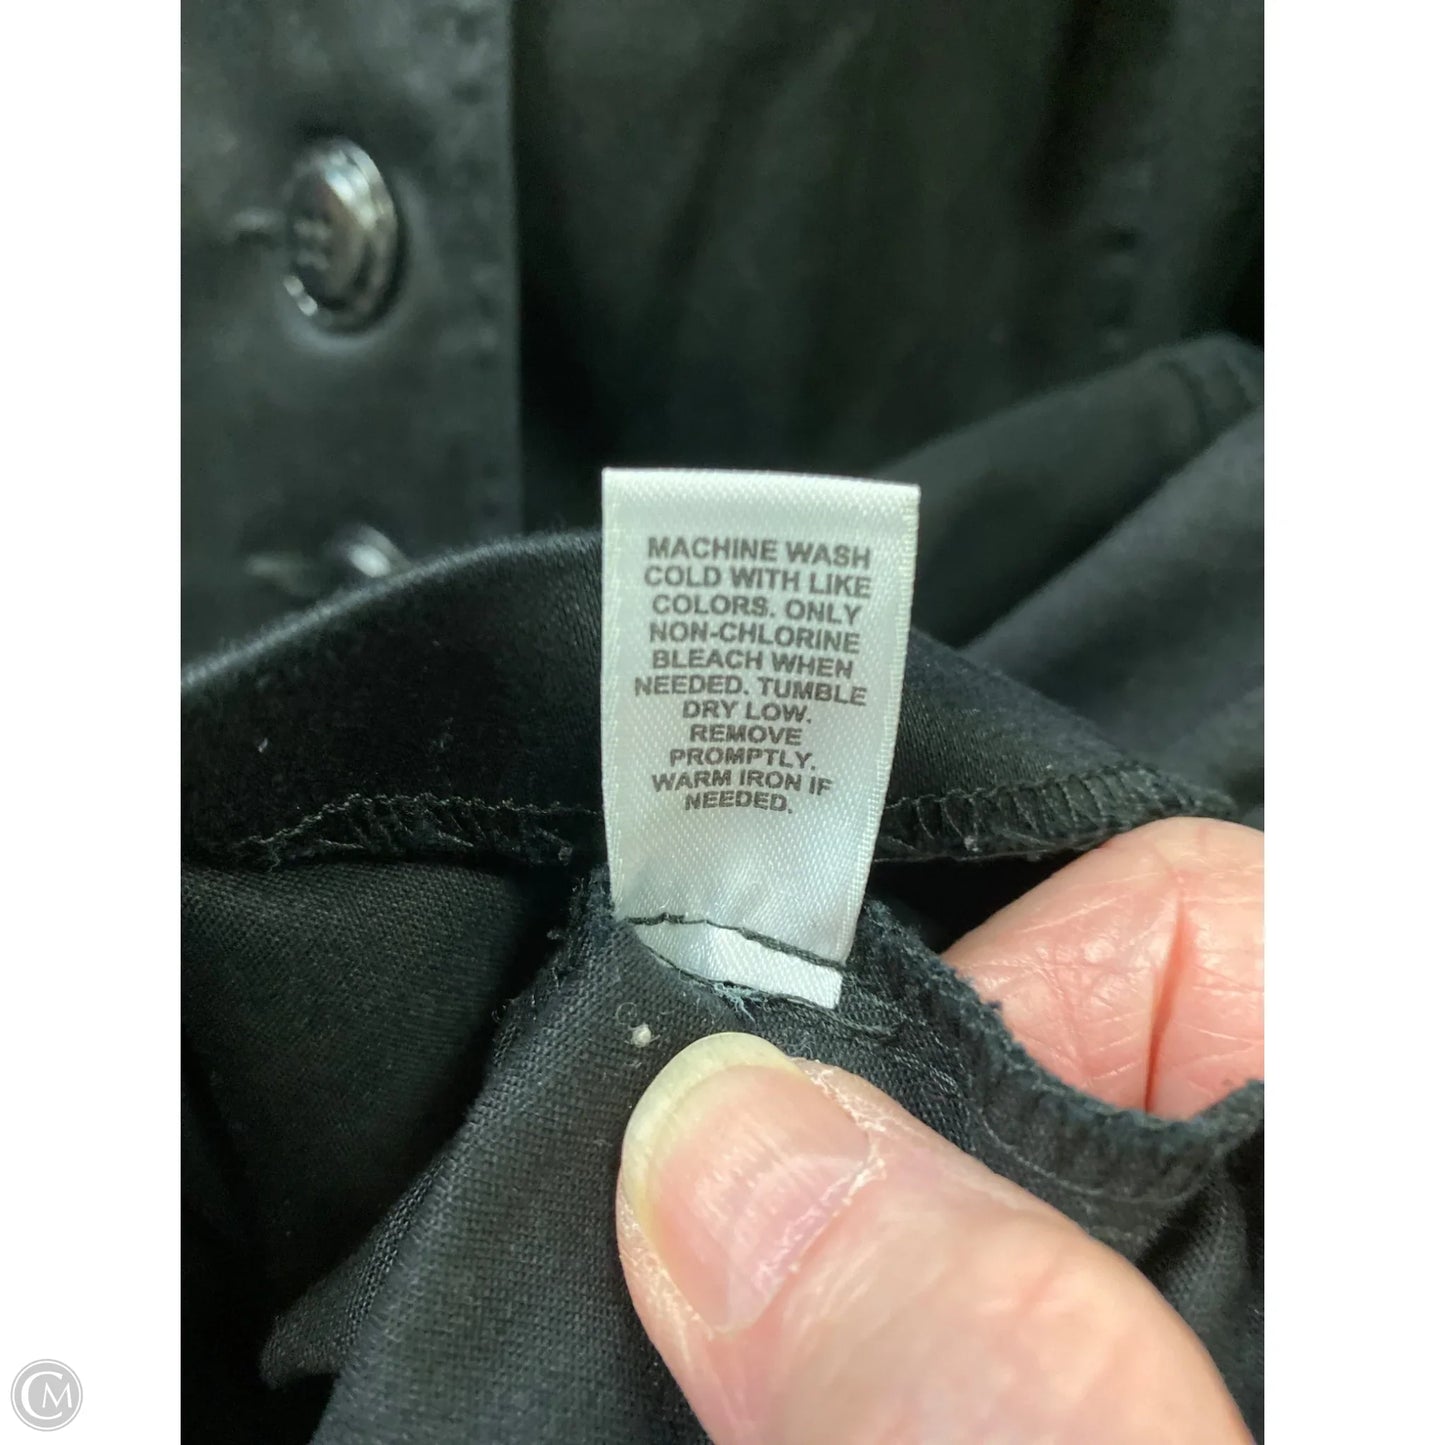 MACHINE WASH
COLD WITH LIKE
COLORS. ONLY
NON-CHLORINE
BLEACH WHEN
NEEDED. TUMBLE
DRY LOW.
REMOVE
PROMPTLY.
WARM IRON IF
NEEDED.
CM